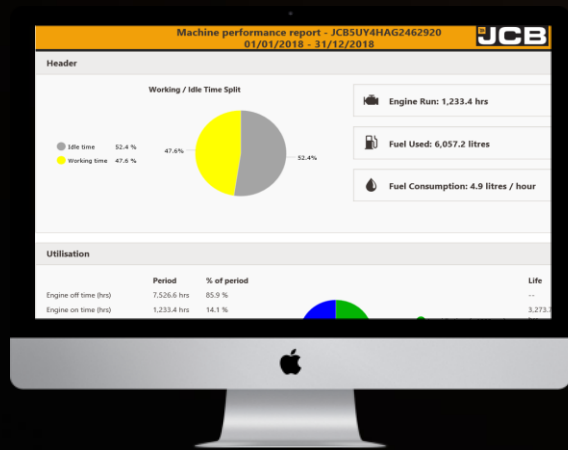 Machine performance report - JCB5UY4HAG2462920
01/01/2018 - 31/12/2018
JCB
Header
Working / Idle Time Split
Idle time 52.4 %
Working time 47.6 %
47.6%
52.4%
Engine Run: 1,233.4 hrs
Fuel Used: 6,057.2 litres
Fuel Consumption: 4.9 litres / hour
Utilisation
Period % of period Life
Engine off time (hrs) 7,526.6 hrs 85.9 % --
Engine on time (hrs) 1,233.4 hrs 14.1 %